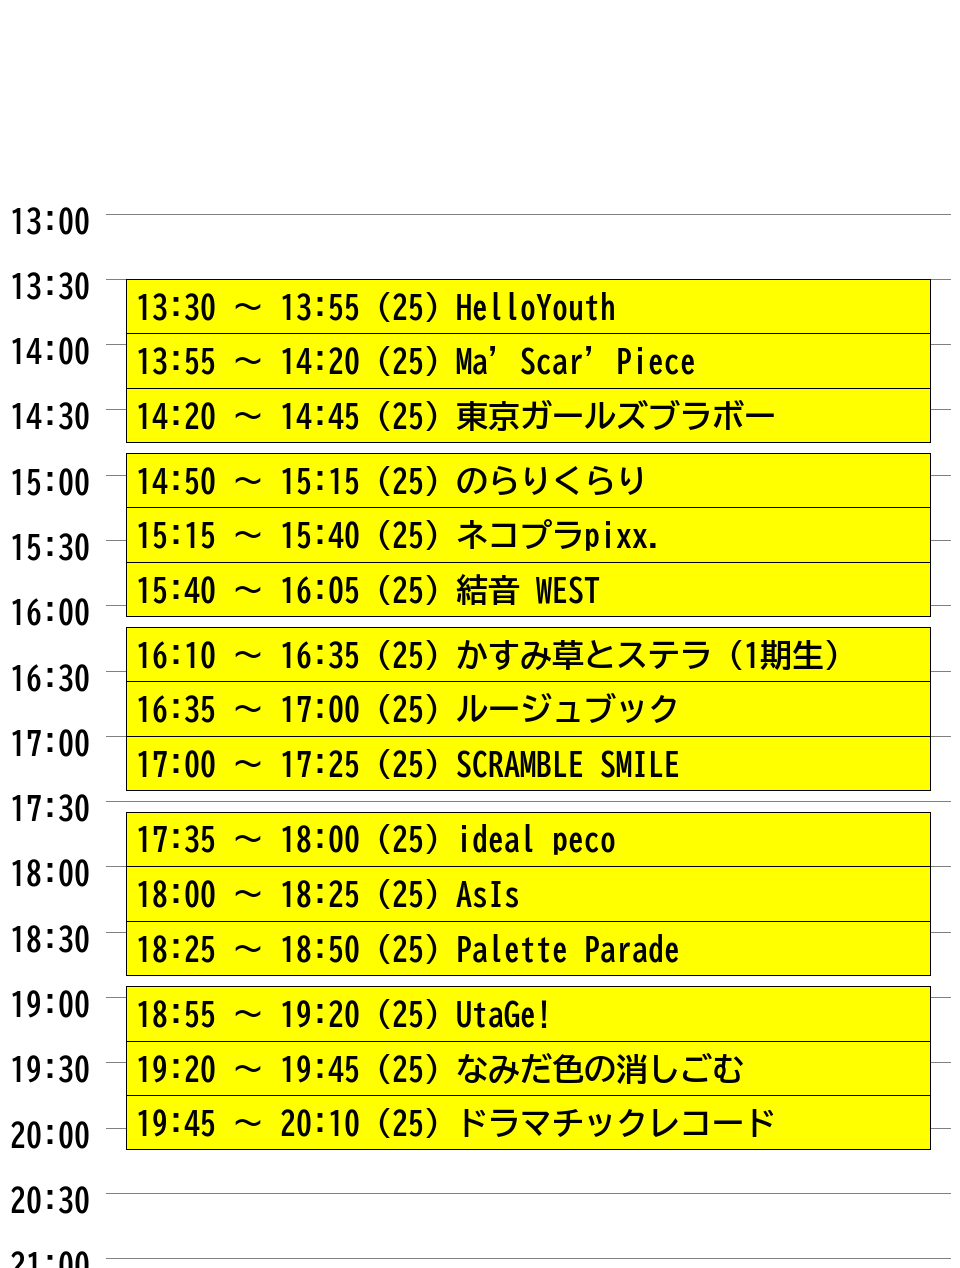 13:00
13:30
13:30 ～ 13:55 (25) HelloYouth
14:00
13:55 ～ 14:20 (25) Ma’ Scar’ Piece
14:30
14:20 ～ 14:45 (25) 東京ガールズブラボー
15:00
14:50 ～ 15:15 (25) のらりくらり
15:30
15:15 ～ 15:40 (25) ネコプラpixx.
16:00
15:40 ～ 16:05 (25) 結音 WEST
16:30
16:10 ～ 16:35 (25) かすみ草とステラ（1期生）
17:00
16:35 ～ 17:00 (25) ルージュブック
17:00 ～ 17:25 (25) SCRAMBLE SMILE
17:30
17:35 ～ 18:00 (25) ideal peco
18:00
18:00 ～ 18:25 (25) AsIs
18:30
18:25 ～ 18:50 (25) Palette Parade
19:00
18:55 ～ 19:20 (25) UtaGe!
19:30
19:20 ～ 19:45 (25) なみだ色の消しごむ
20:00
19:45 ～ 20:10 (25) ドラマチックレコード
20:30
21:00